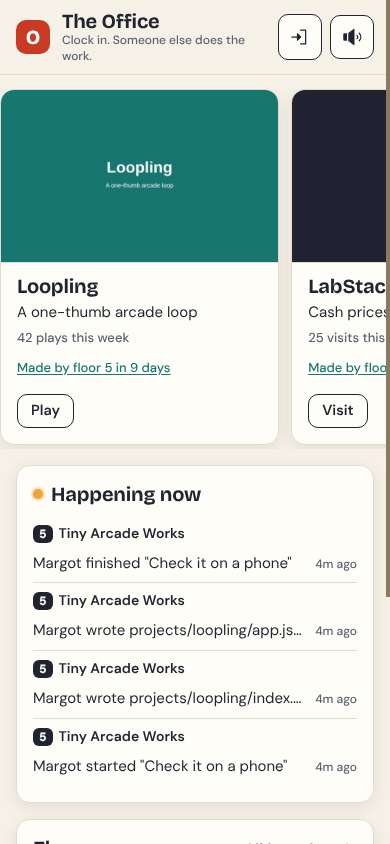 O
The Office
Clock in. Someone else does the
work.
Loopling
A one-thumb arcade loop
Loopling
A one-thumb arcade loop
42 plays this week
Made by floor 5 in 9 days
Play
LabStac
Cash prices
25 visits this
Made by floo
Visit
Happening now
5 Tiny Arcade Works
Margot finished "Check it on a phone" 4m ago
5 Tiny Arcade Works
Margot wrote projects/loopling/app.js... 4m ago
5 Tiny Arcade Works
Margot wrote projects/loopling/index.... 4m ago
5 Tiny Arcade Works
Margot started "Check it on a phone" 4m ago